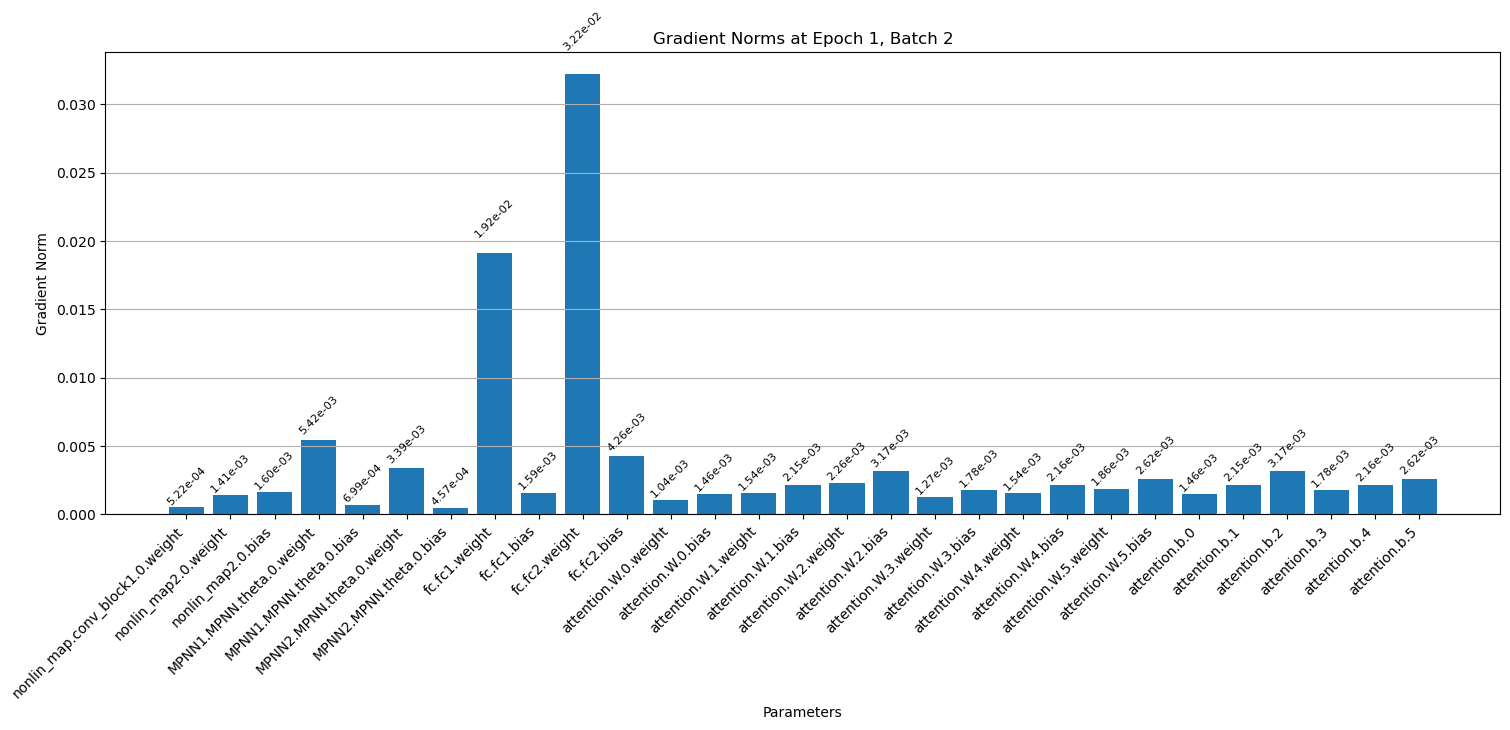 Gradient Norms at Epoch 1, Batch 2
Gradient Norm
0.030
0.025
0.020
0.015
0.010
0.005
0.000
5.22e-04
1.41e-03
1.60e-03
5.42e-03
6.99e-04
3.39e-03
4.57e-04
1.92e-02
1.59e-03
3.22e-02
4.26e-03
1.04e-03
1.46e-03
1.54e-03
2.15e-03
2.26e-03
3.17e-03
1.27e-03
1.78e-03
1.54e-03
2.16e-03
1.86e-03
2.62e-03
1.46e-03
2.15e-03
3.17e-03
1.78e-03
2.16e-03
2.62e-03
nonlin_map.conv_block1.0.weight
nonlin_map2.0.weight
nonlin_map2.0.bias
MPNN1.MPNN.theta.0.weight
MPNN1.MPNN.theta.0.bias
MPNN2.MPNN.theta.0.weight
MPNN2.MPNN.theta.0.bias
fc.fc1.weight
fc.fc1.bias
fc.fc2.weight
fc.fc2.bias
attention.W.0.weight
attention.W.0.bias
attention.W.1.weight
attention.W.1.bias
attention.W.2.weight
attention.W.2.bias
attention.W.3.weight
attention.W.3.bias
attention.W.4.weight
attention.W.4.bias
attention.W.5.weight
attention.W.5.bias
attention.b.0
attention.b.1
attention.b.2
attention.b.3
attention.b.4
attention.b.5
Parameters